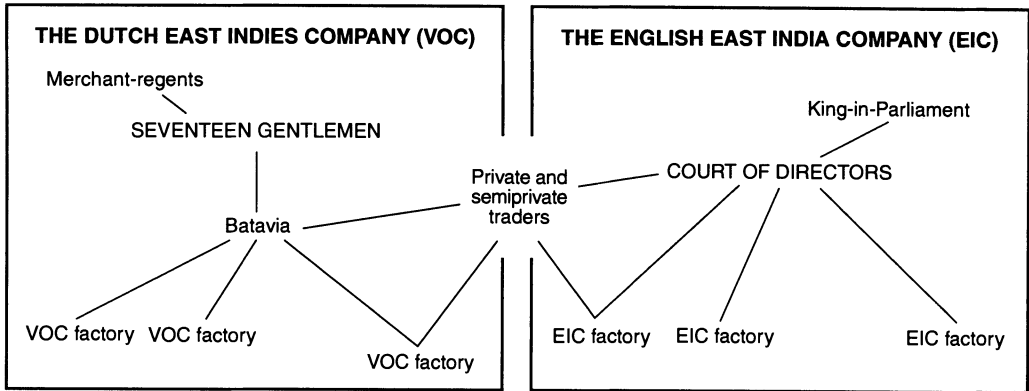 THE DUTCH EAST INDIES COMPANY (VOC)
Merchant-regents
SEVENTEEN GENTLEMEN
Batavia
VOC factory
VOC factory
VOC factory
Private and
semiprivate
traders
THE ENGLISH EAST INDIA COMPANY (EIC)
King-in-Parliament
COURT OF DIRECTORS
EIC factory
EIC factory
EIC factory